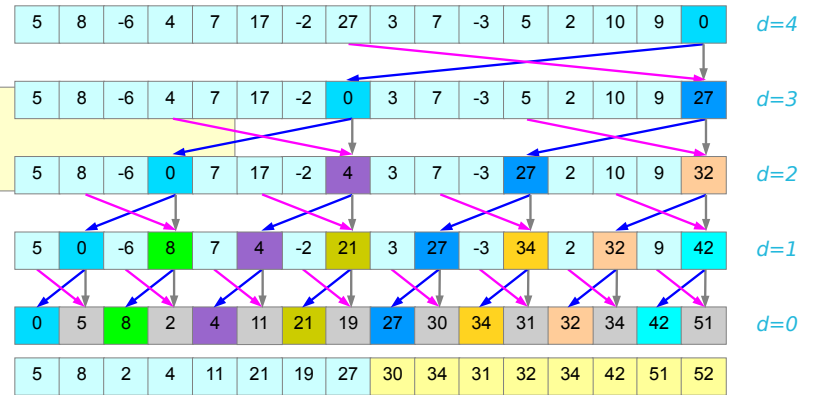 5 8 -6 4 7 17 -2 27 3 7 -3 5 2 10 9 0 d=4
5 8 -6 4 7 17 -2 0 3 7 -3 5 2 10 9 27 d=3
5 8 -6 0 7 17 -2 4 3 7 -3 27 2 10 9 32 d=2
5 0 -6 8 7 4 -2 21 3 27 -3 34 2 32 9 42 d=1
0 5 8 2 4 11 21 19 27 30 34 31 32 34 42 51 d=0
5 8 2 4 11 21 19 27 30 34 31 32 34 42 51 52